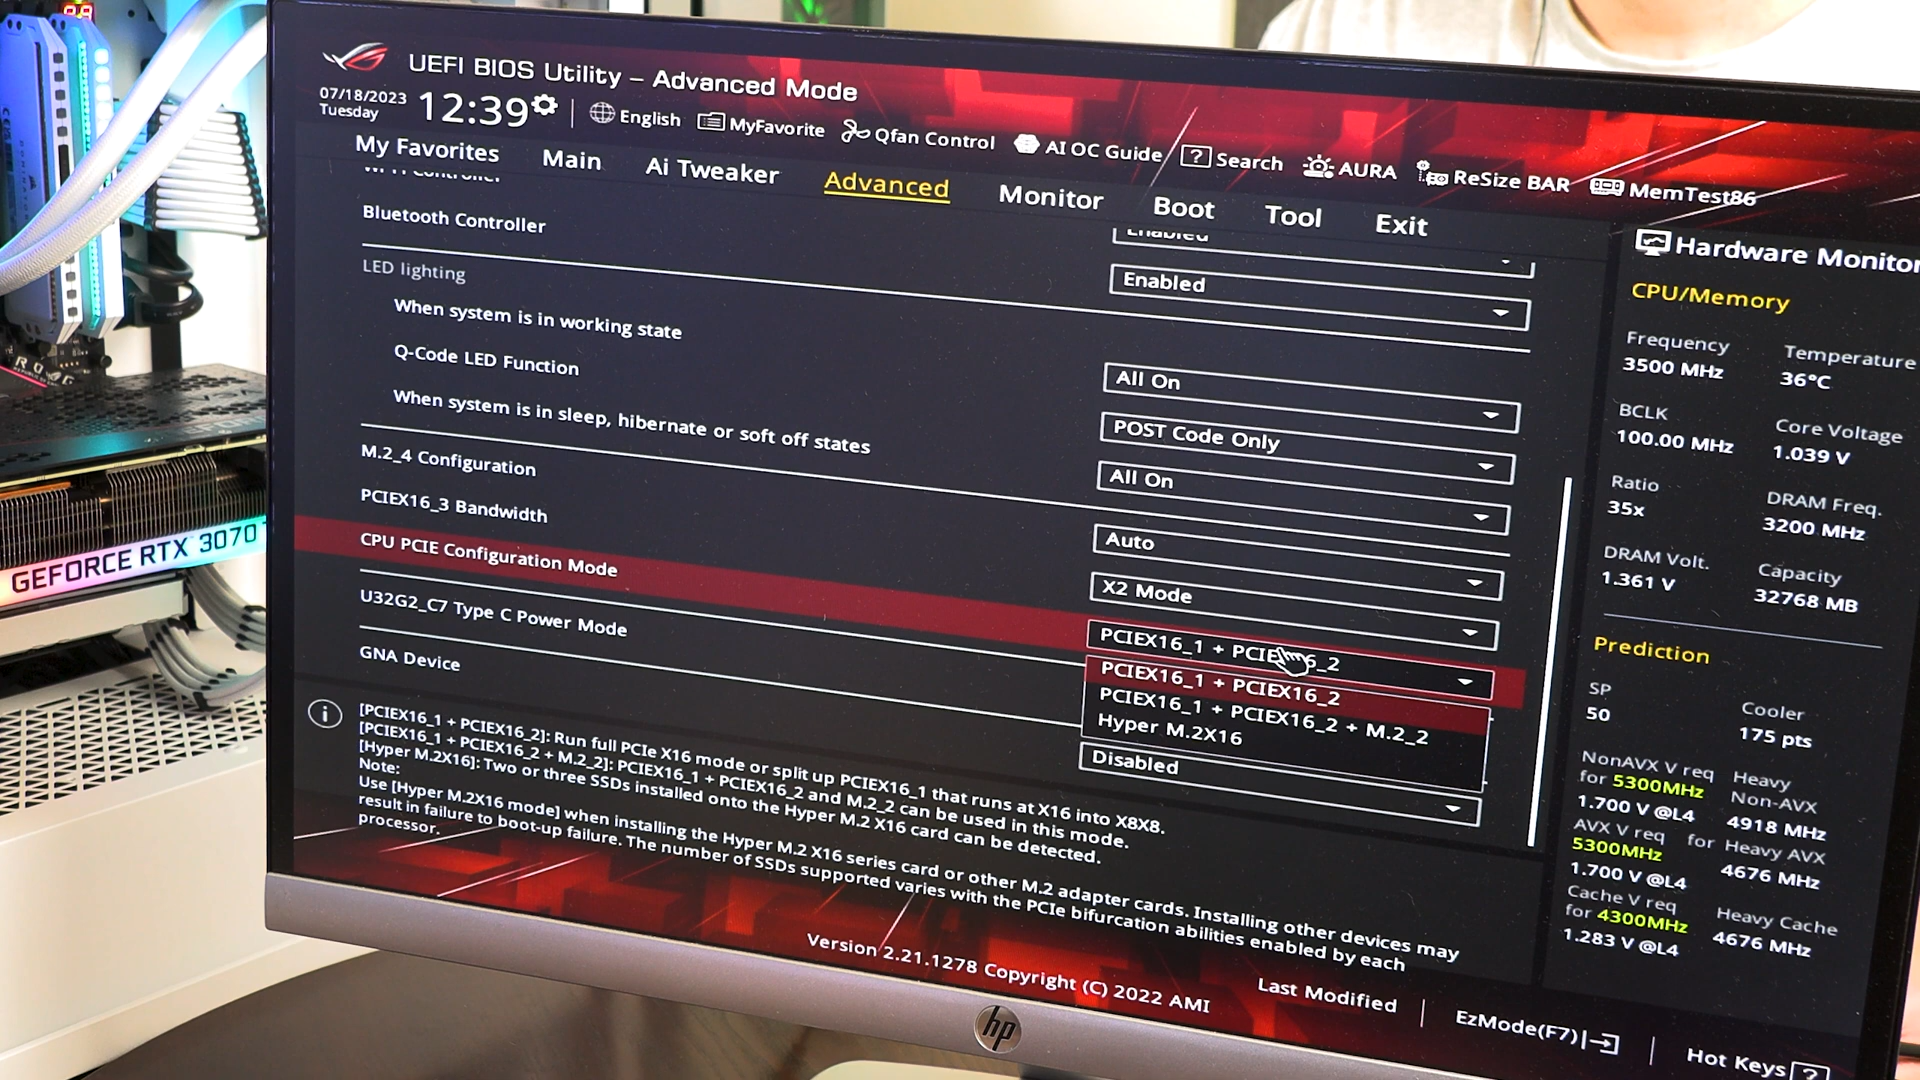 UEFI BIOS Utility – Advanced Mode
07/18/2023
Tuesday
12:39
English
MyFavorite
Qfan Control
AI OC Guide
Search
AURA
ReSize BAR
MemTest86
My Favorites
Main
Ai Tweaker
Advanced
Monitor
Boot
Tool
Exit
Wi-Fi Controller
Enabled
Bluetooth Controller
Enabled
LED lighting
When system is in working state
All On
Q-Code LED Function
POST Code Only
When system is in sleep, hibernate or soft off states
All On
M.2_4 Configuration
Auto
PCIEX16_3 Bandwidth
X2 Mode
CPU PCIE Configuration Mode
PCIEX16_1 + PCIEX16_2
PCIEX16_1 + PCIEX16_2
PCIEX16_1 + PCIEX16_2 + M.2_2
Hyper M.2X16
U32G2_C7 Type C Power Mode
GNA Device
Disabled
[PCIEX16_1 + PCIEX16_2]: Run full PCIe X16 mode or split up PCIEX16_1 that runs at X16 into X8X8.
[PCIEX16_1 + PCIEX16_2 + M.2_2]: PCIEX16_1 + PCIEX16_2 and M.2_2 can be used in this mode.
[Hyper M.2X16]: Two or three SSDs installed onto the Hyper M.2 X16 card can be detected.
Note:
Use [Hyper M.2X16 mode] when installing the Hyper M.2 X16 series card or other M.2 adapter cards. Installing other devices may
result in failure to boot-up failure. The number of SSDs supported varies with the PCIe bifurcation abilities enabled by each
processor.
Hardware Monitor
CPU/Memory
Frequency
3500 MHz
Temperature
36°C
BCLK
100.00 MHz
Core Voltage
1.039 V
Ratio
35x
DRAM Freq.
3200 MHz
DRAM Volt.
1.361 V
Capacity
32768 MB
Prediction
SP
50
Cooler
175 pts
NonAVX V req
for 5300MHz
1.700 V @L4
Heavy
Non-AVX
4918 MHz
AVX V req for
5300MHz
1.700 V @L4
Heavy AVX
4676 MHz
Cache V req
for 4300MHz
1.283 V @L4
Heavy Cache
4676 MHz
Version 2.21.1278 Copyright (C) 2022 AMI
Last Modified
EzMode(F7)
Hot Keys
hp
GEFORCE RTX 3070